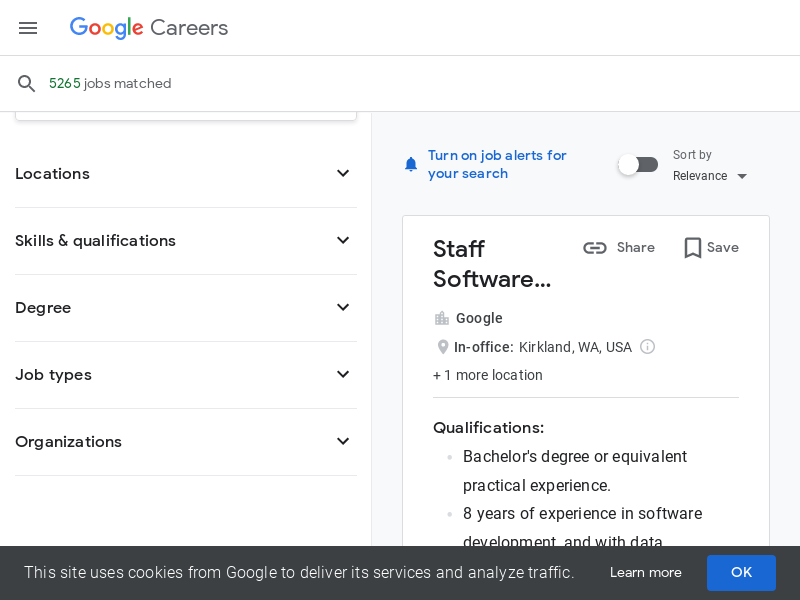 Google Careers
5265 jobs matched
Locations
Skills & qualifications
Degree
Job types
Organizations
Turn on job alerts for
your search
Sort by
Relevance
Staff
Software...
Share
Save
Google
In-office: Kirkland, WA, USA
+ 1 more location
Qualifications:
Bachelor's degree or equivalent
practical experience.
8 years of experience in software
development, and with data
This site uses cookies from Google to deliver its services and analyze traffic.
Learn more
OK